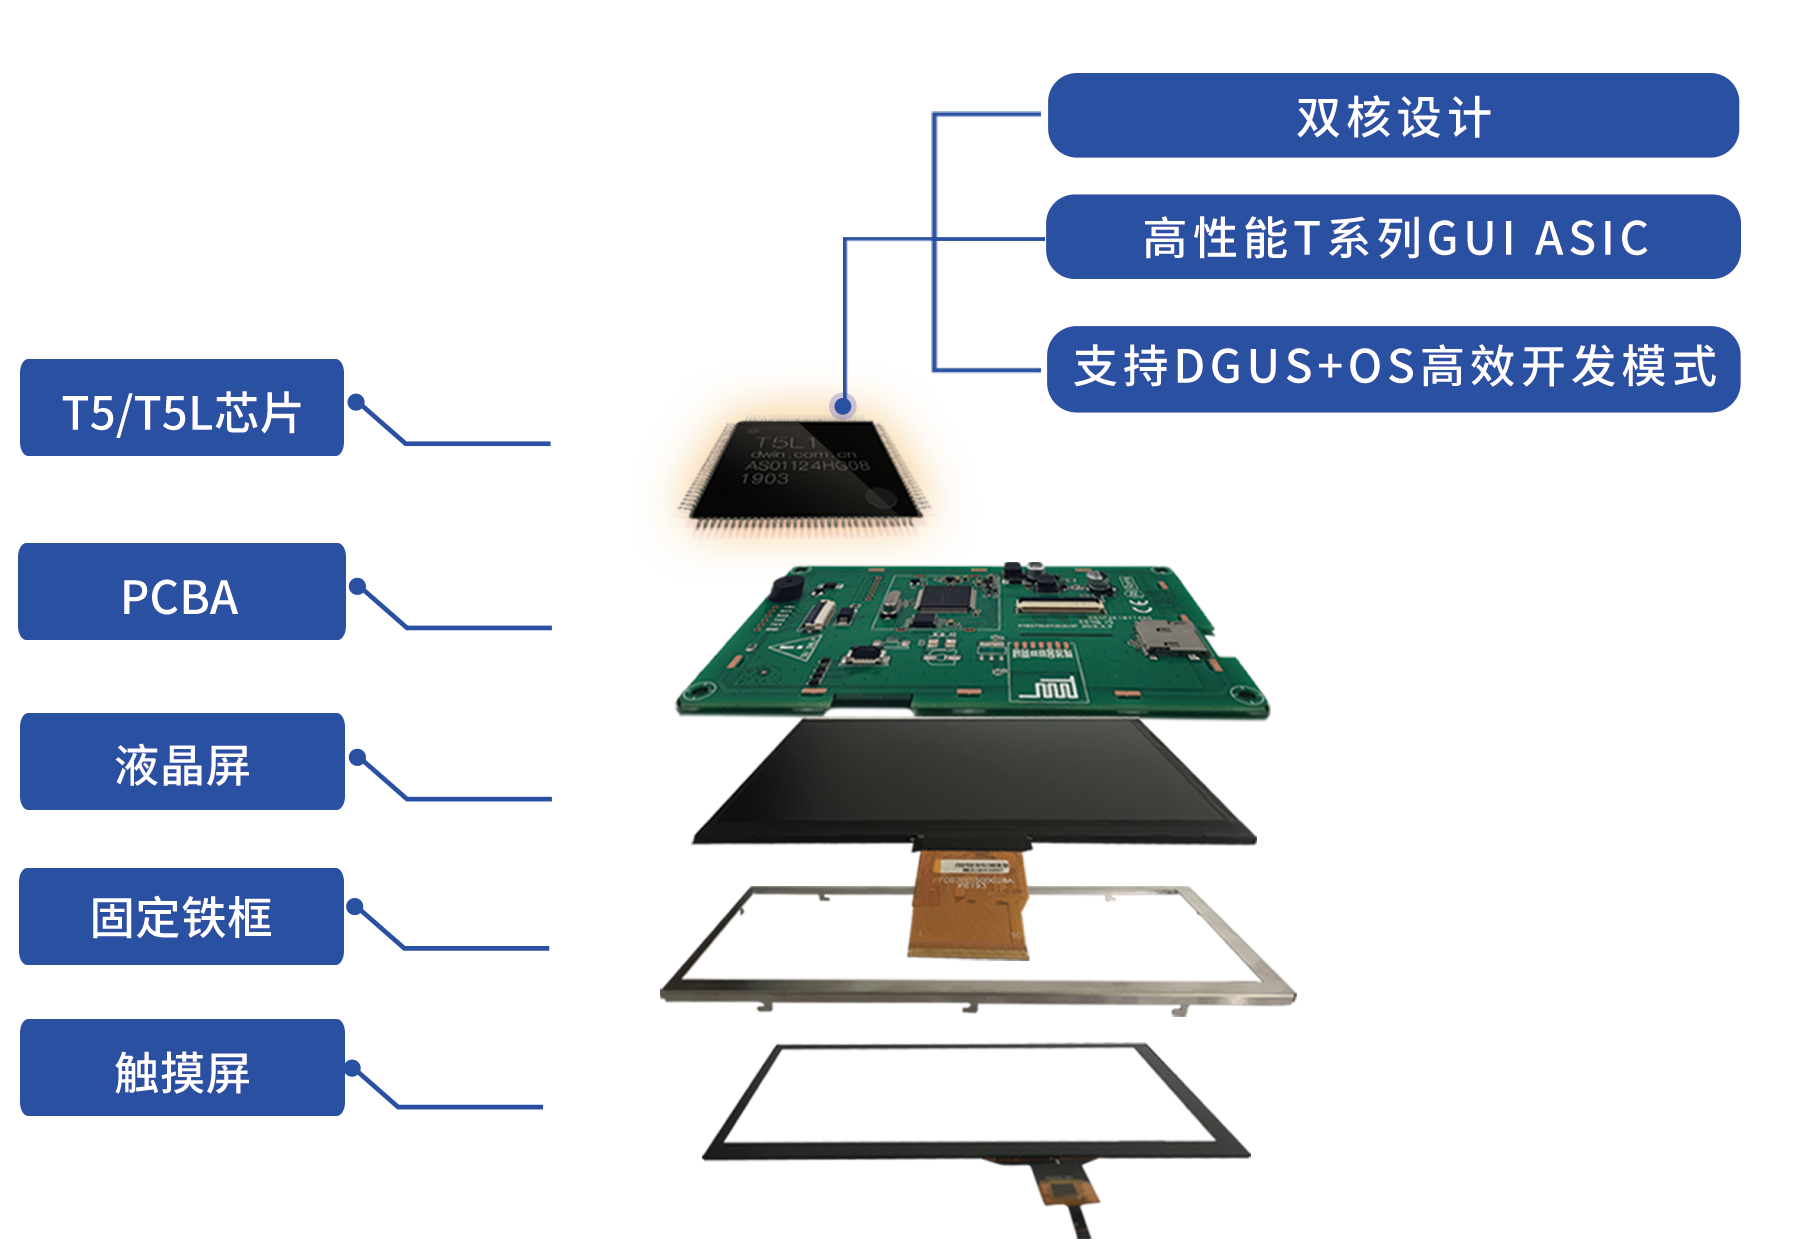 双核设计
高性能T系列GUI ASIC
支持DGUS+OS高效开发模式
T5/T5L芯片
T5L1
dwin.com.cn
AS01124HG08
1903
PCBA
液晶屏
固定铁框
触摸屏